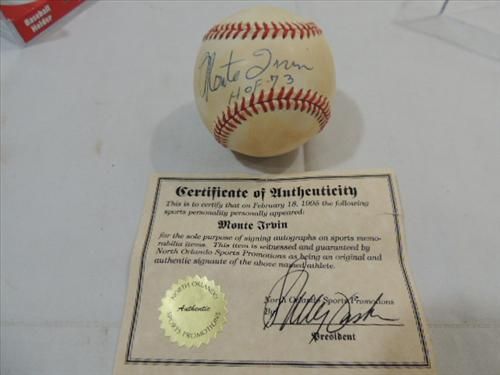 Baseball
Holder
Monte Irvin
H.O.F. 73
Certificate of Authenticity
This is to certify that on February 18, 1995 the following
sports personality personally appeared:
Monte Irvin
for the sole purpose of signing autographs on sports memo-
rabilia items. This item is witnessed and guaranteed by
North Orlando Sports Promotions as being an original and
authentic signaute of the above named athlete.
North Orlando Sports Promotions
By
President
NORTH ORLANDO
Authentic
SPORTS PROMOTIONS